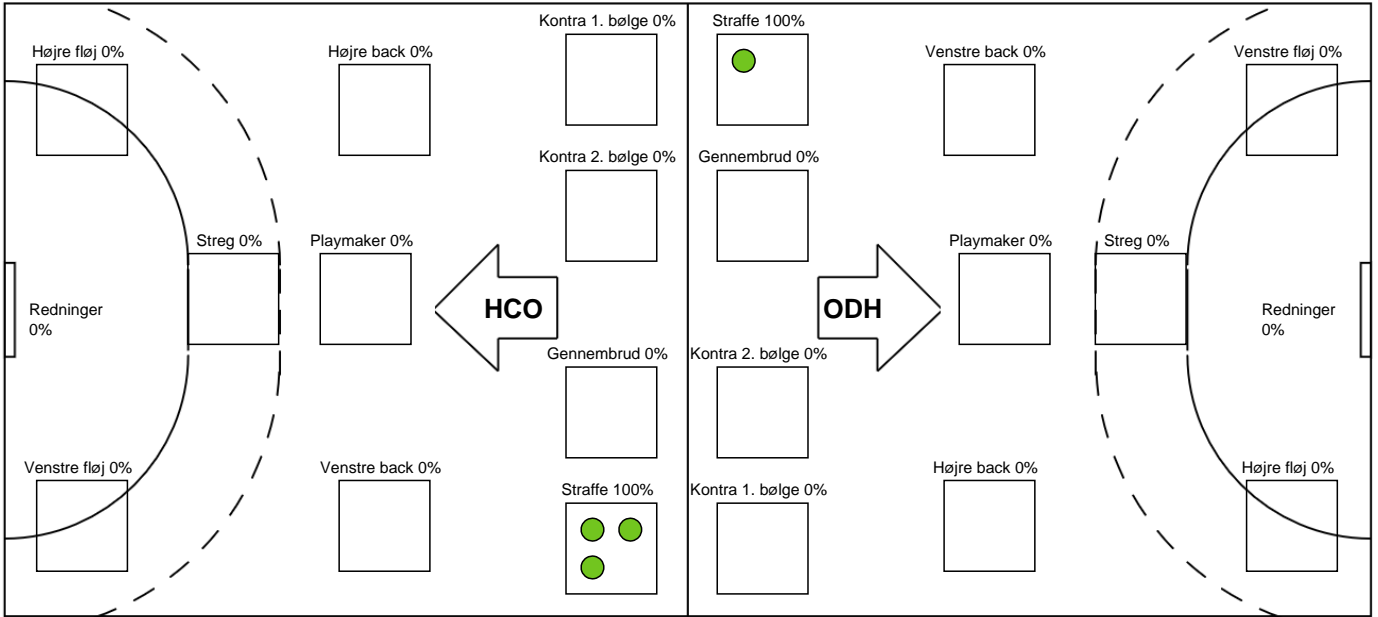 Kontra 1. bølge 0%
Straffe 100%
Højre fløj 0%
Højre back 0%
Venstre back 0%
Venstre fløj 0%
Kontra 2. bølge 0%
Gennembrud 0%
Streg 0%
Playmaker 0%
Playmaker 0%
Streg 0%
Redninger
0%
HCO
ODH
Redninger
0%
Gennembrud 0%
Kontra 2. bølge 0%
Venstre fløj 0%
Venstre back 0%
Højre back 0%
Højre fløj 0%
Straffe 100%
Kontra 1. bølge 0%